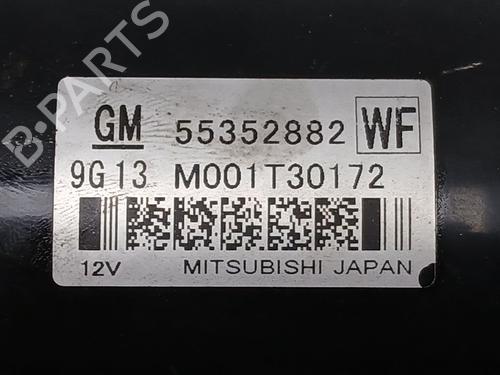 B-PARTS
GM 55352882 WF
9G13 M001T30172
12V MITSUBISHI JAPAN